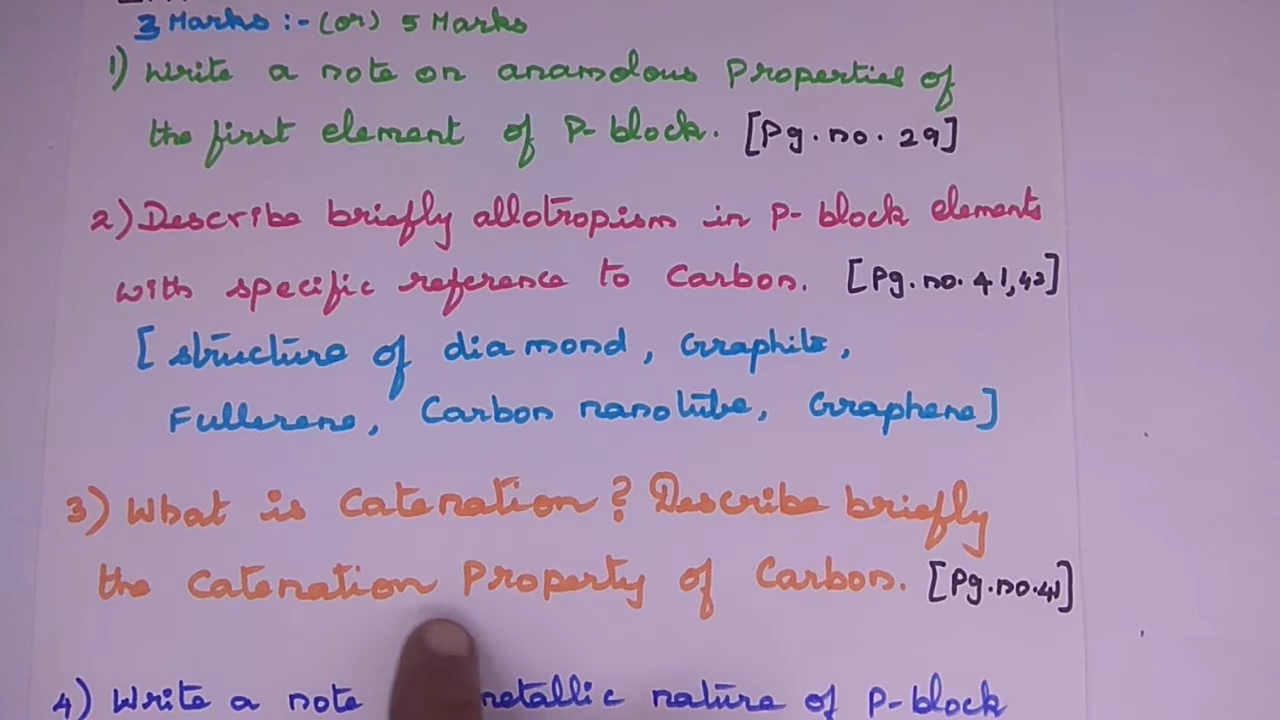 3 Marks :- (or) 5 Marks
1) Write a note on anamolous Properties of
the first element of P-block. [Pg.no.29]
2) Describe briefly allotropism in P-block elements
with specific reference to Carbon. [Pg.no.41,42]
[structure of diamond, Graphite,
Fullerene, Carbon nanotube, Graphene]
3) What is Catenation? Describe briefly
the Catenation Property of Carbon. [Pg.no.41]
4) Write a note metallic nature of P-block